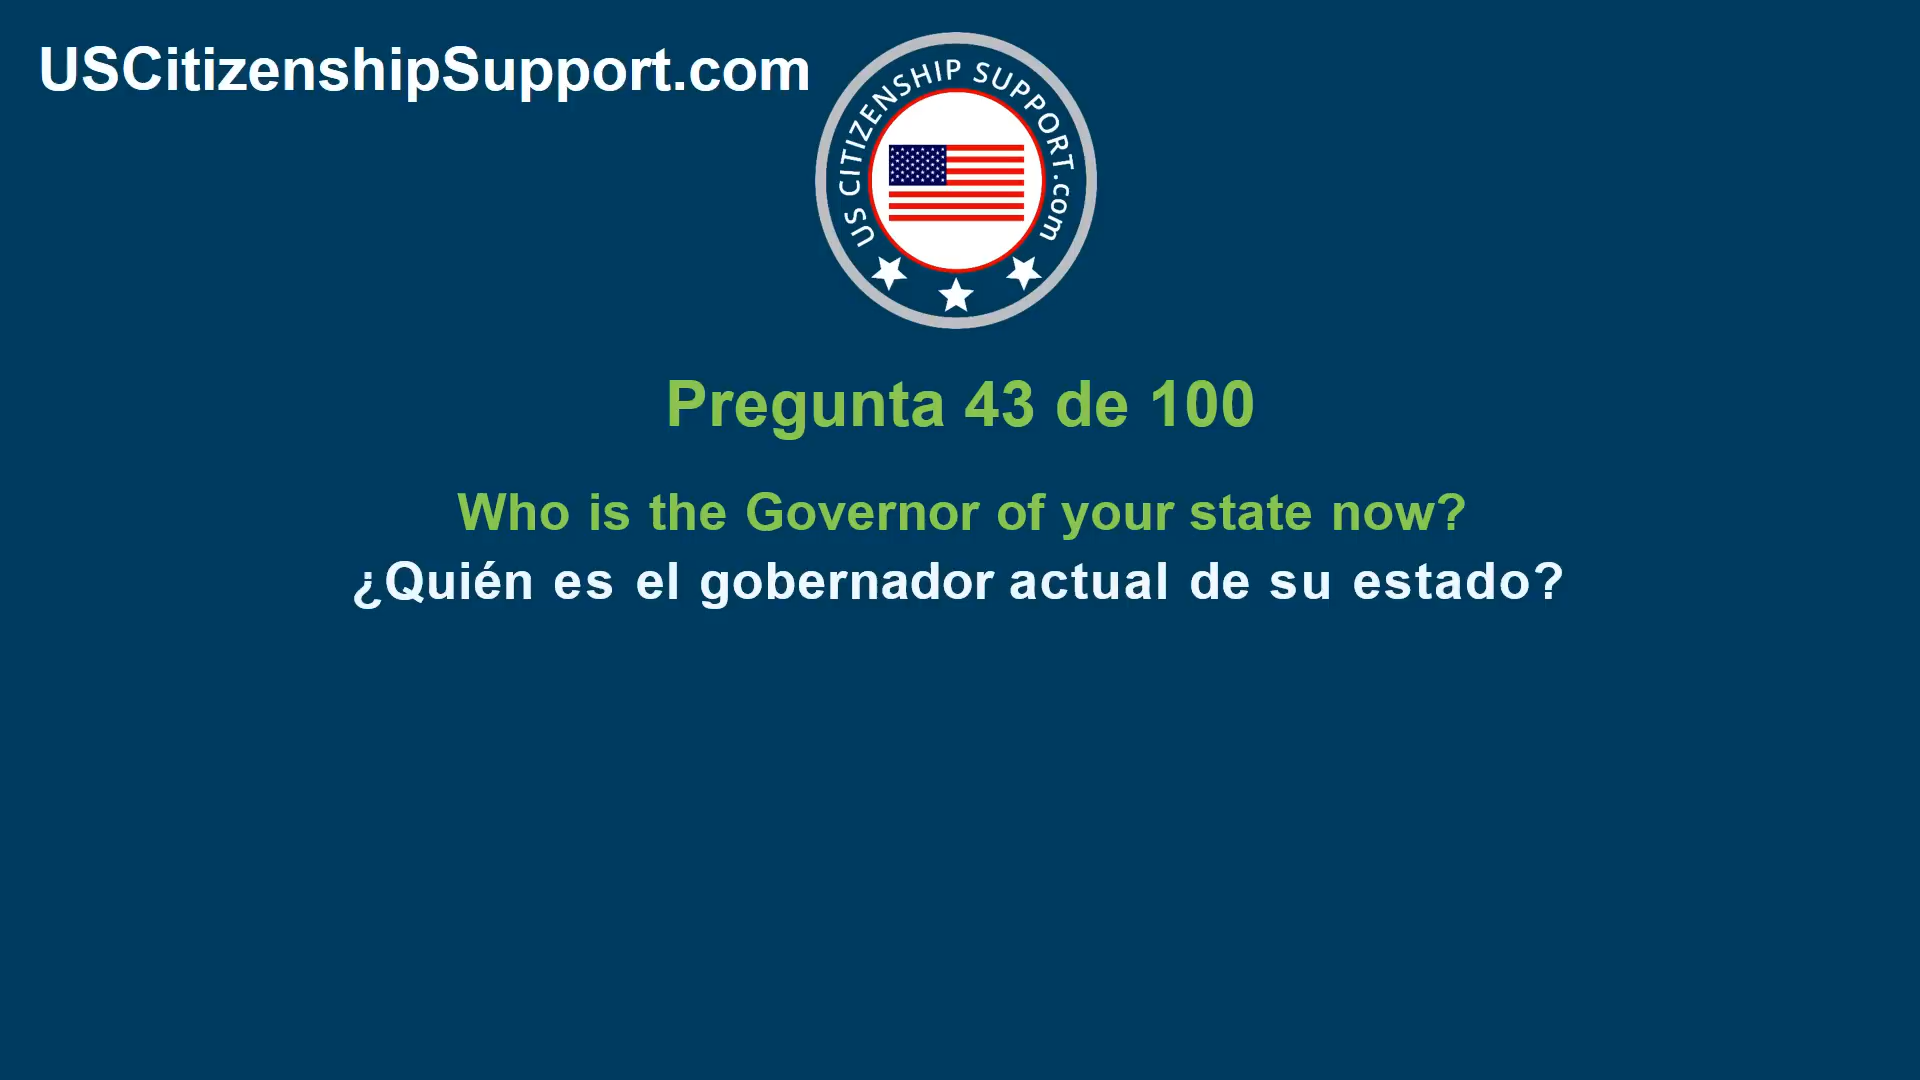 USCitizenshipSupport.com
US CITIZENSHIP SUPPORT.com
Pregunta 43 de 100
Who is the Governor of your state now?
¿Quién es el gobernador actual de su estado?